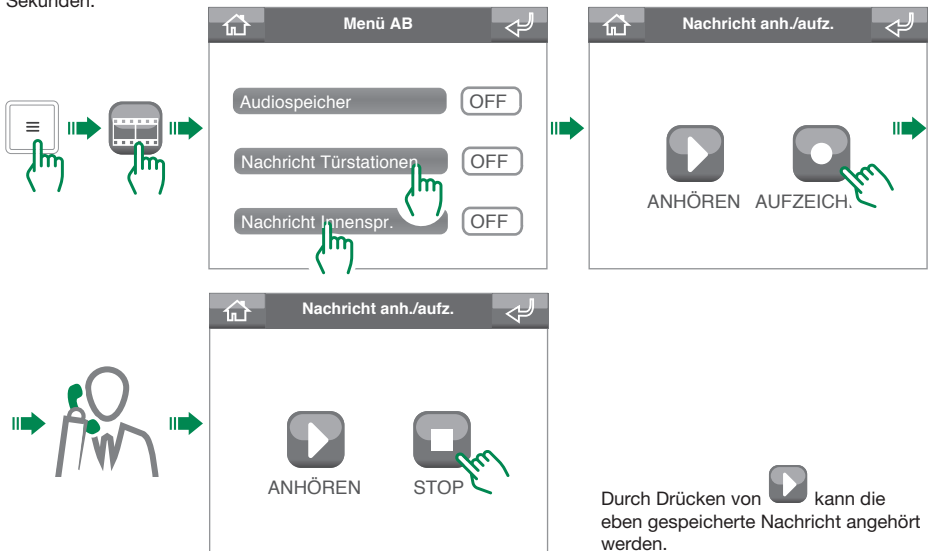 Sekunden.
Menü AB
Audiospeicher OFF
Nachricht Türstationen OFF
Nachricht Innenspr. OFF
Nachricht anh./aufz.
ANHÖREN AUFZEICH.
Nachricht anh./aufz.
ANHÖREN STOP
Durch Drücken von kann die
eben gespeicherte Nachricht angehört
werden.